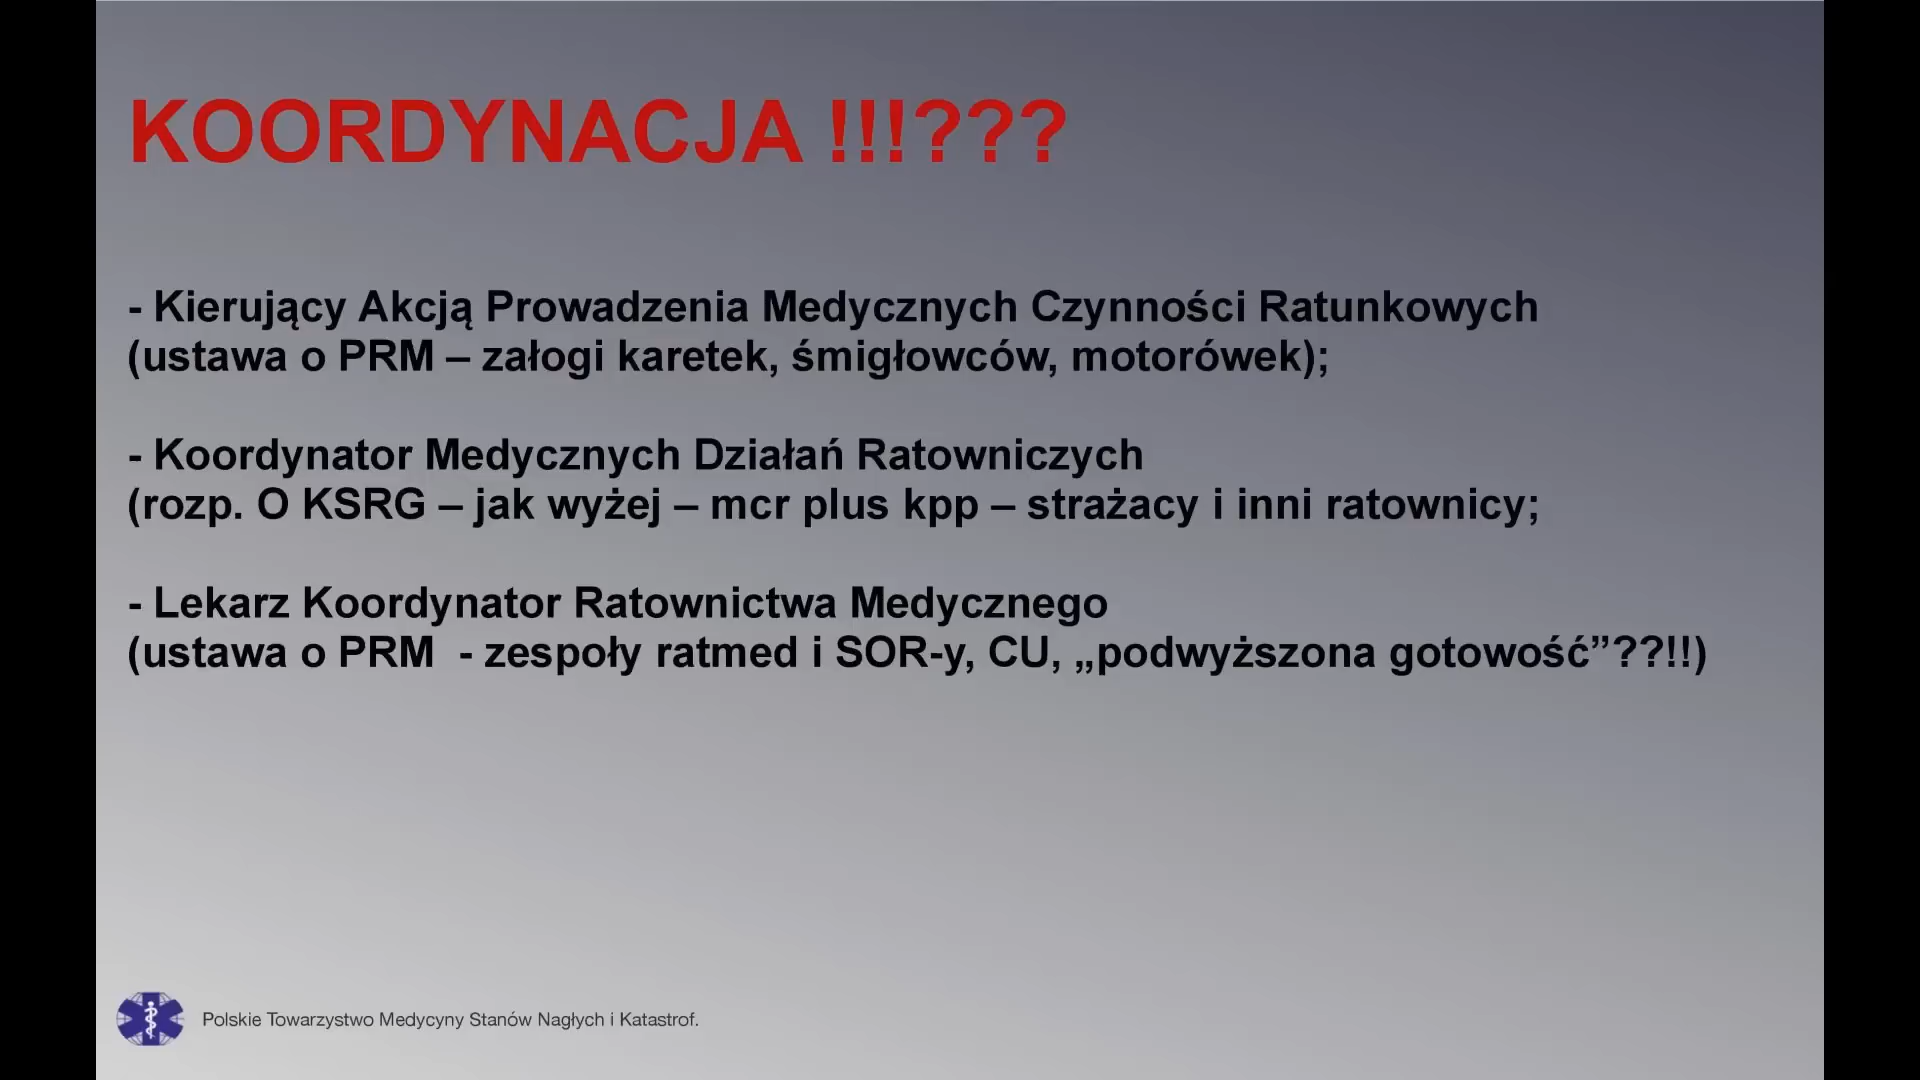 KOORDYNACJA !!!???
- Kierujący Akcją Prowadzenia Medycznych Czynności Ratunkowych
(ustawa o PRM – załogi karetek, śmigłowców, motorówek);
- Koordynator Medycznych Działań Ratowniczych
(rozp. O KSRG – jak wyżej – mcr plus kpp – strażacy i inni ratownicy;
- Lekarz Koordynator Ratownictwa Medycznego
(ustawa o PRM  - zespoły ratmed i SOR-y, CU, „podwyższona gotowość”??!!)
Polskie Towarzystwo Medycyny Stanów Nagłych i Katastrof.